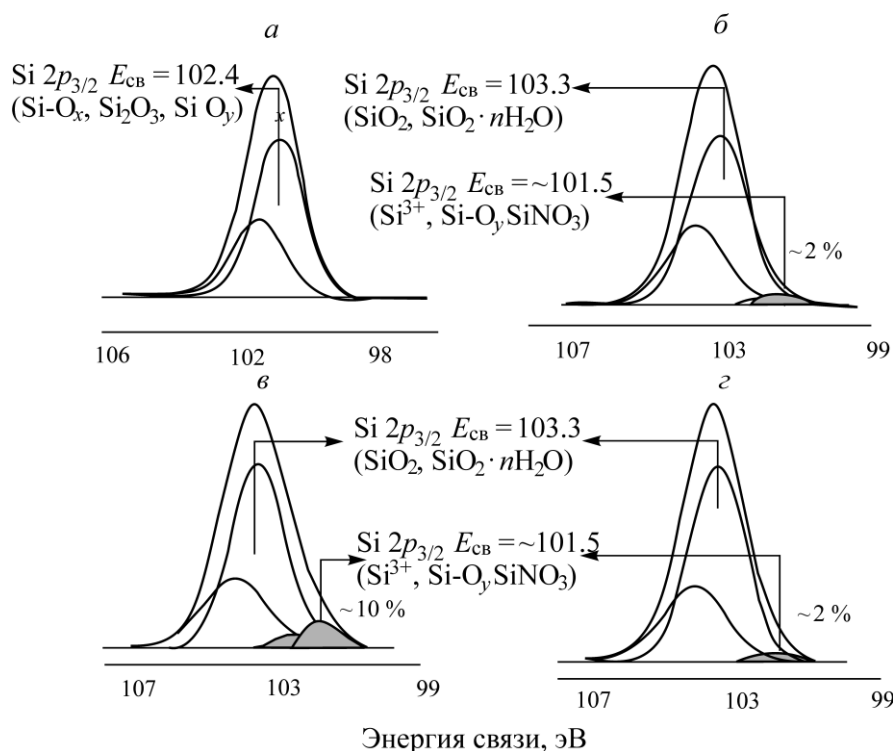 а
Si 2p3/2 Eсв = 102.4
(Si-Ox, Si2O3, Si Oy)
x
106 102 98
б
Si 2p3/2 Eсв = 103.3
(SiO2, SiO2 · nH2O)
Si 2p3/2 Eсв = ~101.5
(Si3+, Si-OySiNO3)
~2 %
107 103 99
в
г
Si 2p3/2 Eсв = 103.3
(SiO2, SiO2 · nH2O)
Si 2p3/2 Eсв = ~101.5
(Si3+, Si-OySiNO3)
~10 %
~2 %
107 103 99
107 103 99
Энергия связи, эВ